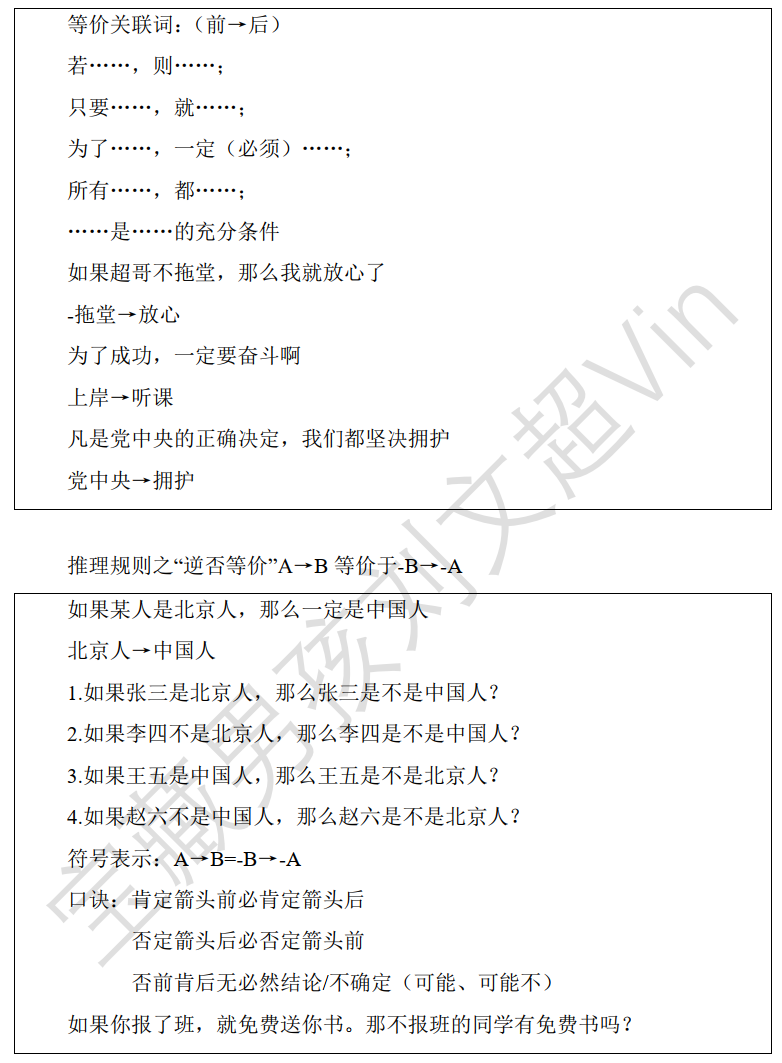 等价关联词：（前→后）
若……，则……；
只要……，就……；
为了……，一定（必须）……；
所有……，都……；
……是……的充分条件
如果超哥不拖堂，那么我就放心了
-拖堂→放心
为了成功，一定要奋斗啊
上岸→听课
凡是党中央的正确决定，我们都坚决拥护
党中央→拥护
推理规则之“逆否等价”A→B 等价于-B→-A
如果某人是北京人，那么一定是中国人
北京人→中国人
1.如果张三是北京人，那么张三是不是中国人？
2.如果李四不是北京人，那么李四是不是中国人？
3.如果王五是中国人，那么王五是不是北京人？
4.如果赵六不是中国人，那么赵六是不是北京人？
符号表示：A→B=-B→-A
口诀：肯定箭头前必肯定箭头后
否定箭头后必否定箭头前
否前肯后无必然结论/不确定（可能、可能不）
如果你报了班，就免费送你书。那不报班的同学有免费书吗？
宝藏男孩刘文超Vin